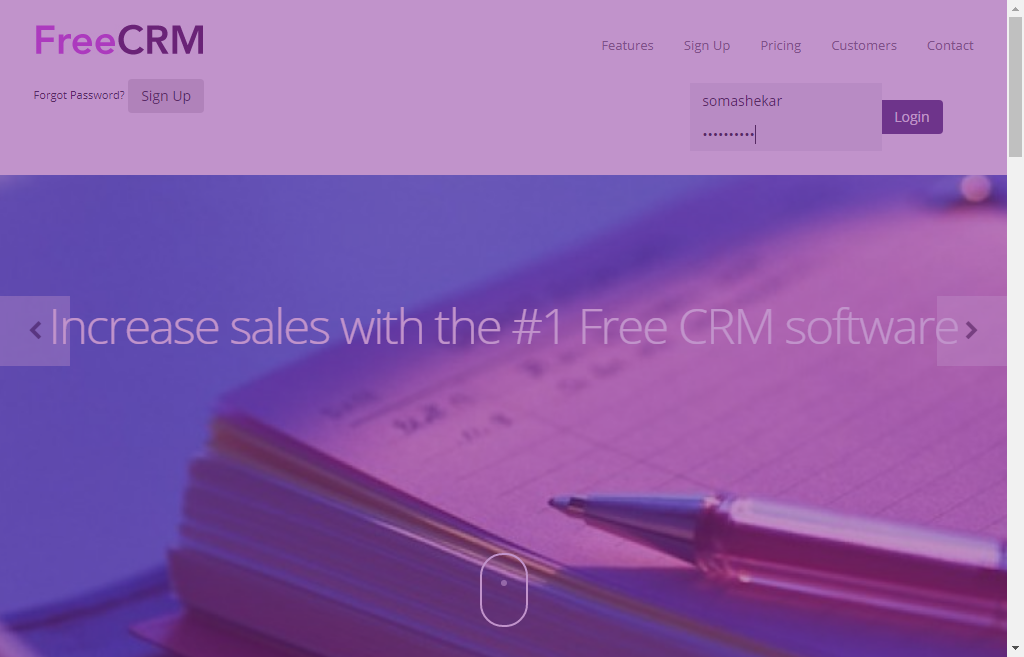 FreeCRM
Features Sign Up Pricing Customers Contact
Forgot Password? Sign Up
somashekar
••••••••••
Login
Increase sales with the #1 Free CRM software